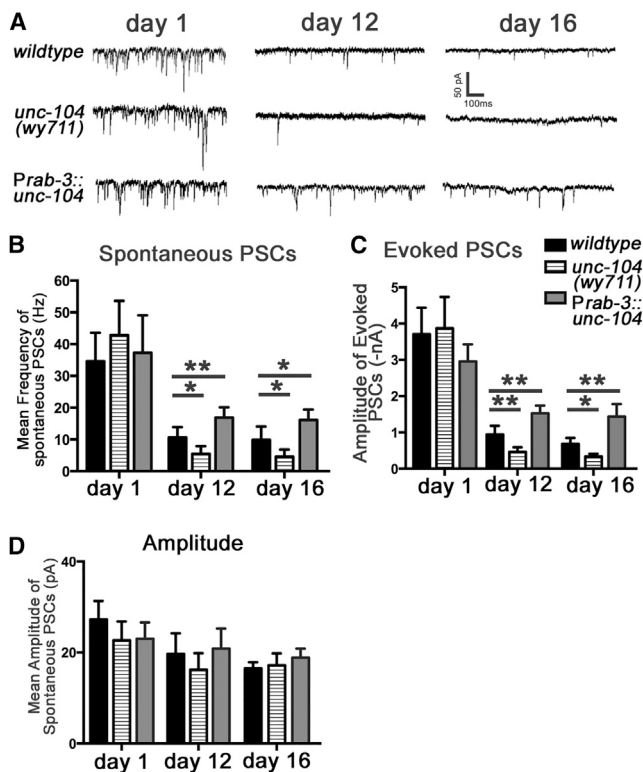 A
day 1
day 12
day 16
wildtype
unc-104
(wy711)
Prab-3::
unc-104
50 pA
100ms
B
Spontaneous PSCs
Mean Frequency of
spontaneous PSCs (Hz)
60
50
40
30
20
10
0
**
*
*
*
day 1
day 12
day 16
C
Evoked PSCs
wildtype
unc-104
(wy711)
Prab-3::
unc-104
Amplitude of Evoked
PSCs (-nA)
5
4
3
2
1
0
**
**
**
*
day 1
day 12
day 16
D
Amplitude
Mean Amplitude of
Spontaneous PSCs (pA)
40
20
0
day 1
day 12
day 16